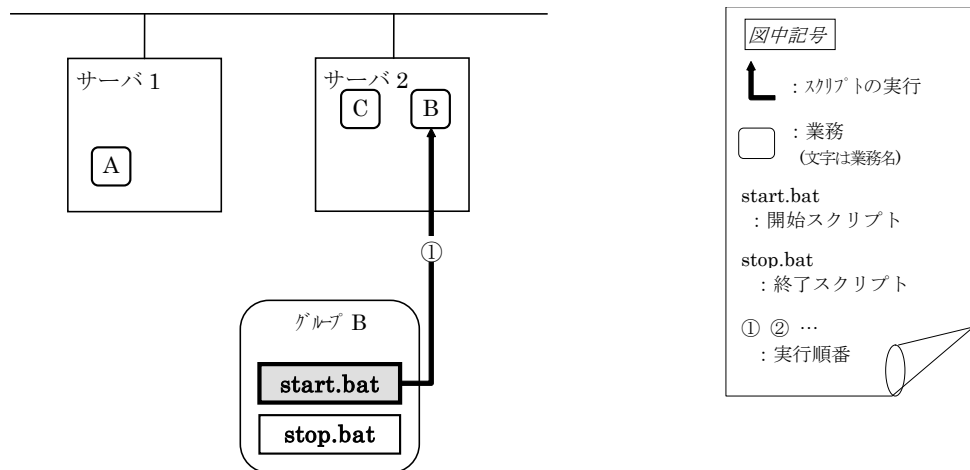 サーバ 1
サーバ 2
C
B
A
①
グループ B
start.bat
stop.bat
図中記号
：スクリプトの実行
：業務
(文字は業務名)
start.bat
：開始スクリプト
stop.bat
：終了スクリプト
① ② …
：実行順番